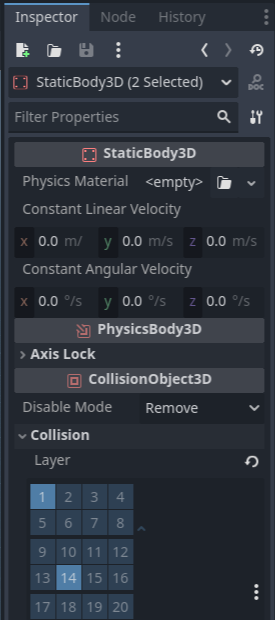 Inspector Node History
StaticBody3D (2 Selected) DOC
Filter Properties
StaticBody3D
Physics Material <empty>
Constant Linear Velocity
x 0.0 m/ y 0.0 m/s z 0.0 m/s
Constant Angular Velocity
x 0.0 °/s y 0.0 °/s z 0.0 °/s
PhysicsBody3D
Axis Lock
CollisionObject3D
Disable Mode Remove
Collision
Layer
1 2 3 4
5 6 7 8
9 10 11 12
13 14 15 16
17 18 19 20